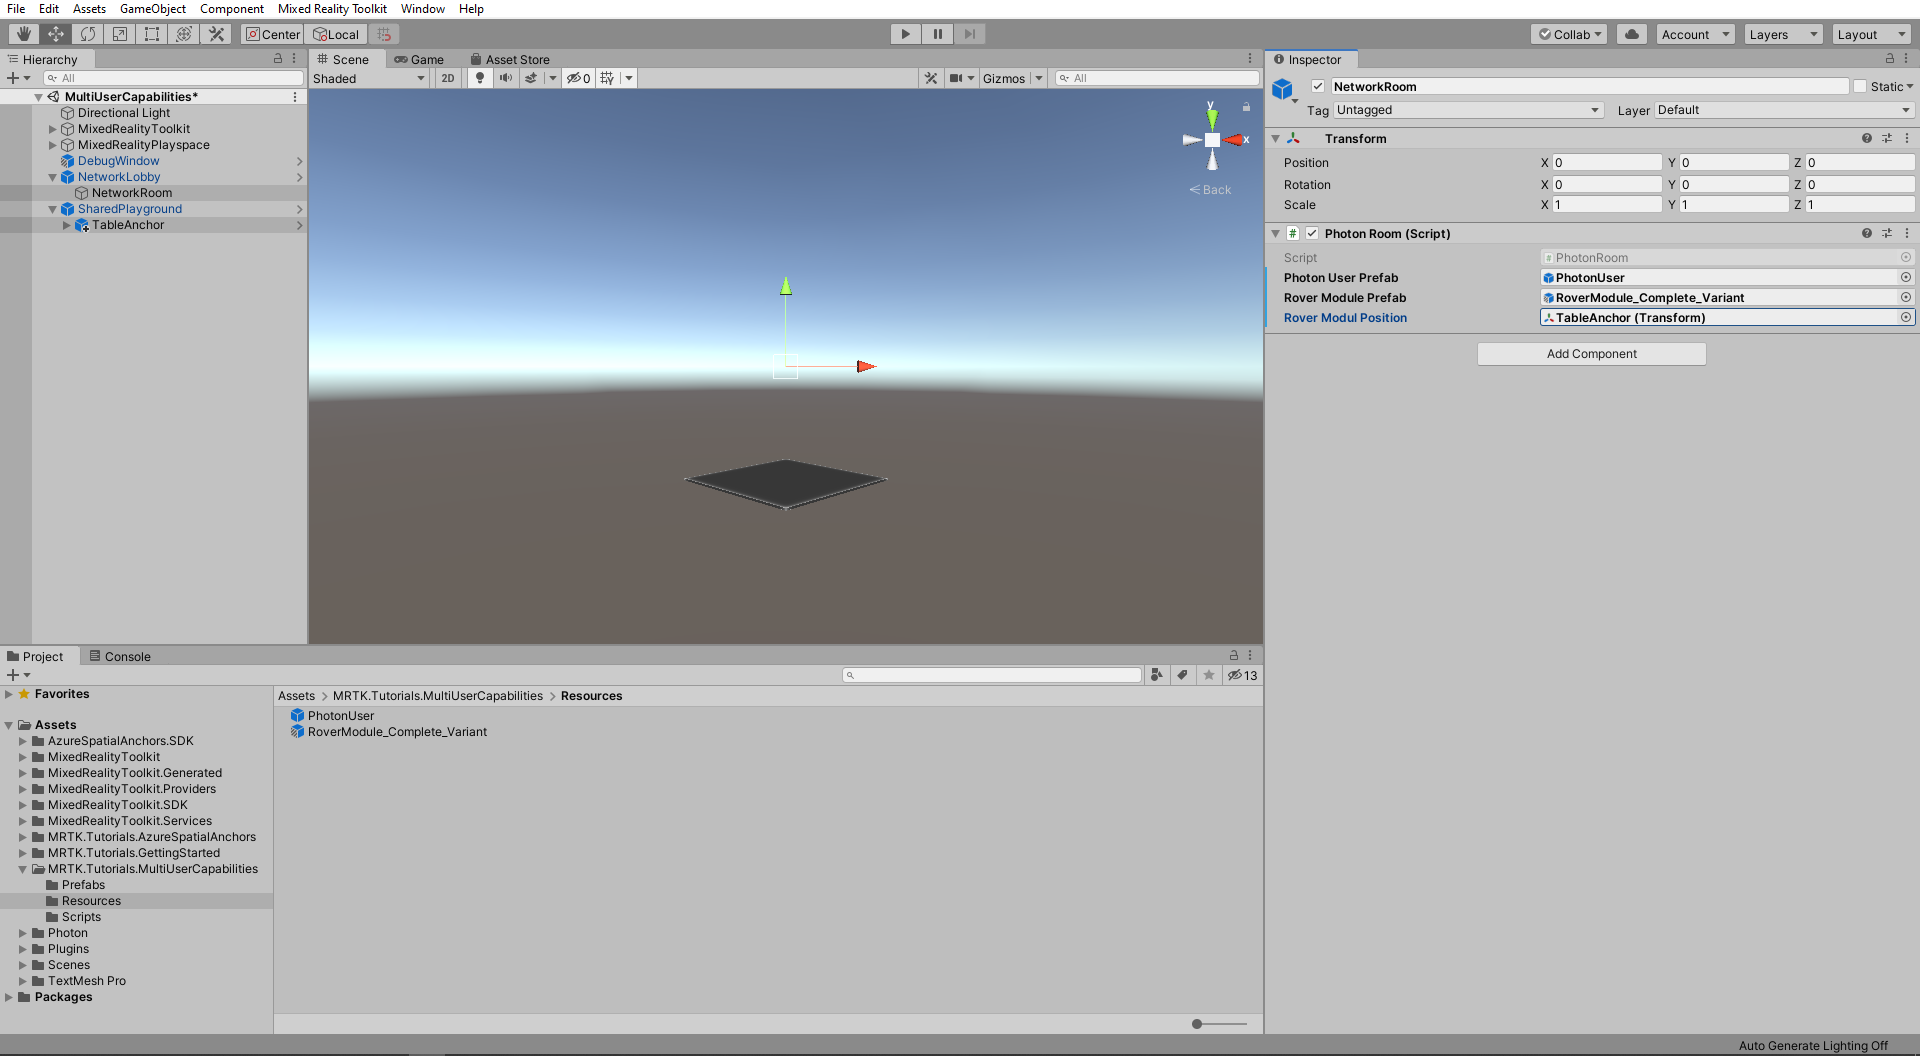 File Edit Assets GameObject Component Mixed Reality Toolkit Window Help
Center Local Collab Account Layers Layout
Hierarchy
All
MultiUserCapabilities*
Directional Light
MixedRealityToolkit
MixedRealityPlayspace
DebugWindow
NetworkLobby
NetworkRoom
SharedPlayground
TableAnchor
Scene Game Asset Store
Shaded 2D 0 Gizmos All
y
x
Back
Inspector
NetworkRoom Static
Tag Untagged Layer Default
Transform
Position X 0 Y 0 Z 0
Rotation X 0 Y 0 Z 0
Scale X 1 Y 1 Z 1
# Photon Room (Script)
Script # PhotonRoom
Photon User Prefab PhotonUser
Rover Module Prefab RoverModule_Complete_Variant
Rover Modul Position TableAnchor (Transform)
Add Component
Project Console
13
Favorites
Assets
AzureSpatialAnchors.SDK
MixedRealityToolkit
MixedRealityToolkit.Generated
MixedRealityToolkit.Providers
MixedRealityToolkit.SDK
MixedRealityToolkit.Services
MRTK.Tutorials.AzureSpatialAnchors
MRTK.Tutorials.GettingStarted
MRTK.Tutorials.MultiUserCapabilities
Prefabs
Resources
Scripts
Photon
Plugins
Scenes
TextMesh Pro
Packages
Assets > MRTK.Tutorials.MultiUserCapabilities > Resources
PhotonUser
RoverModule_Complete_Variant
Auto Generate Lighting Off